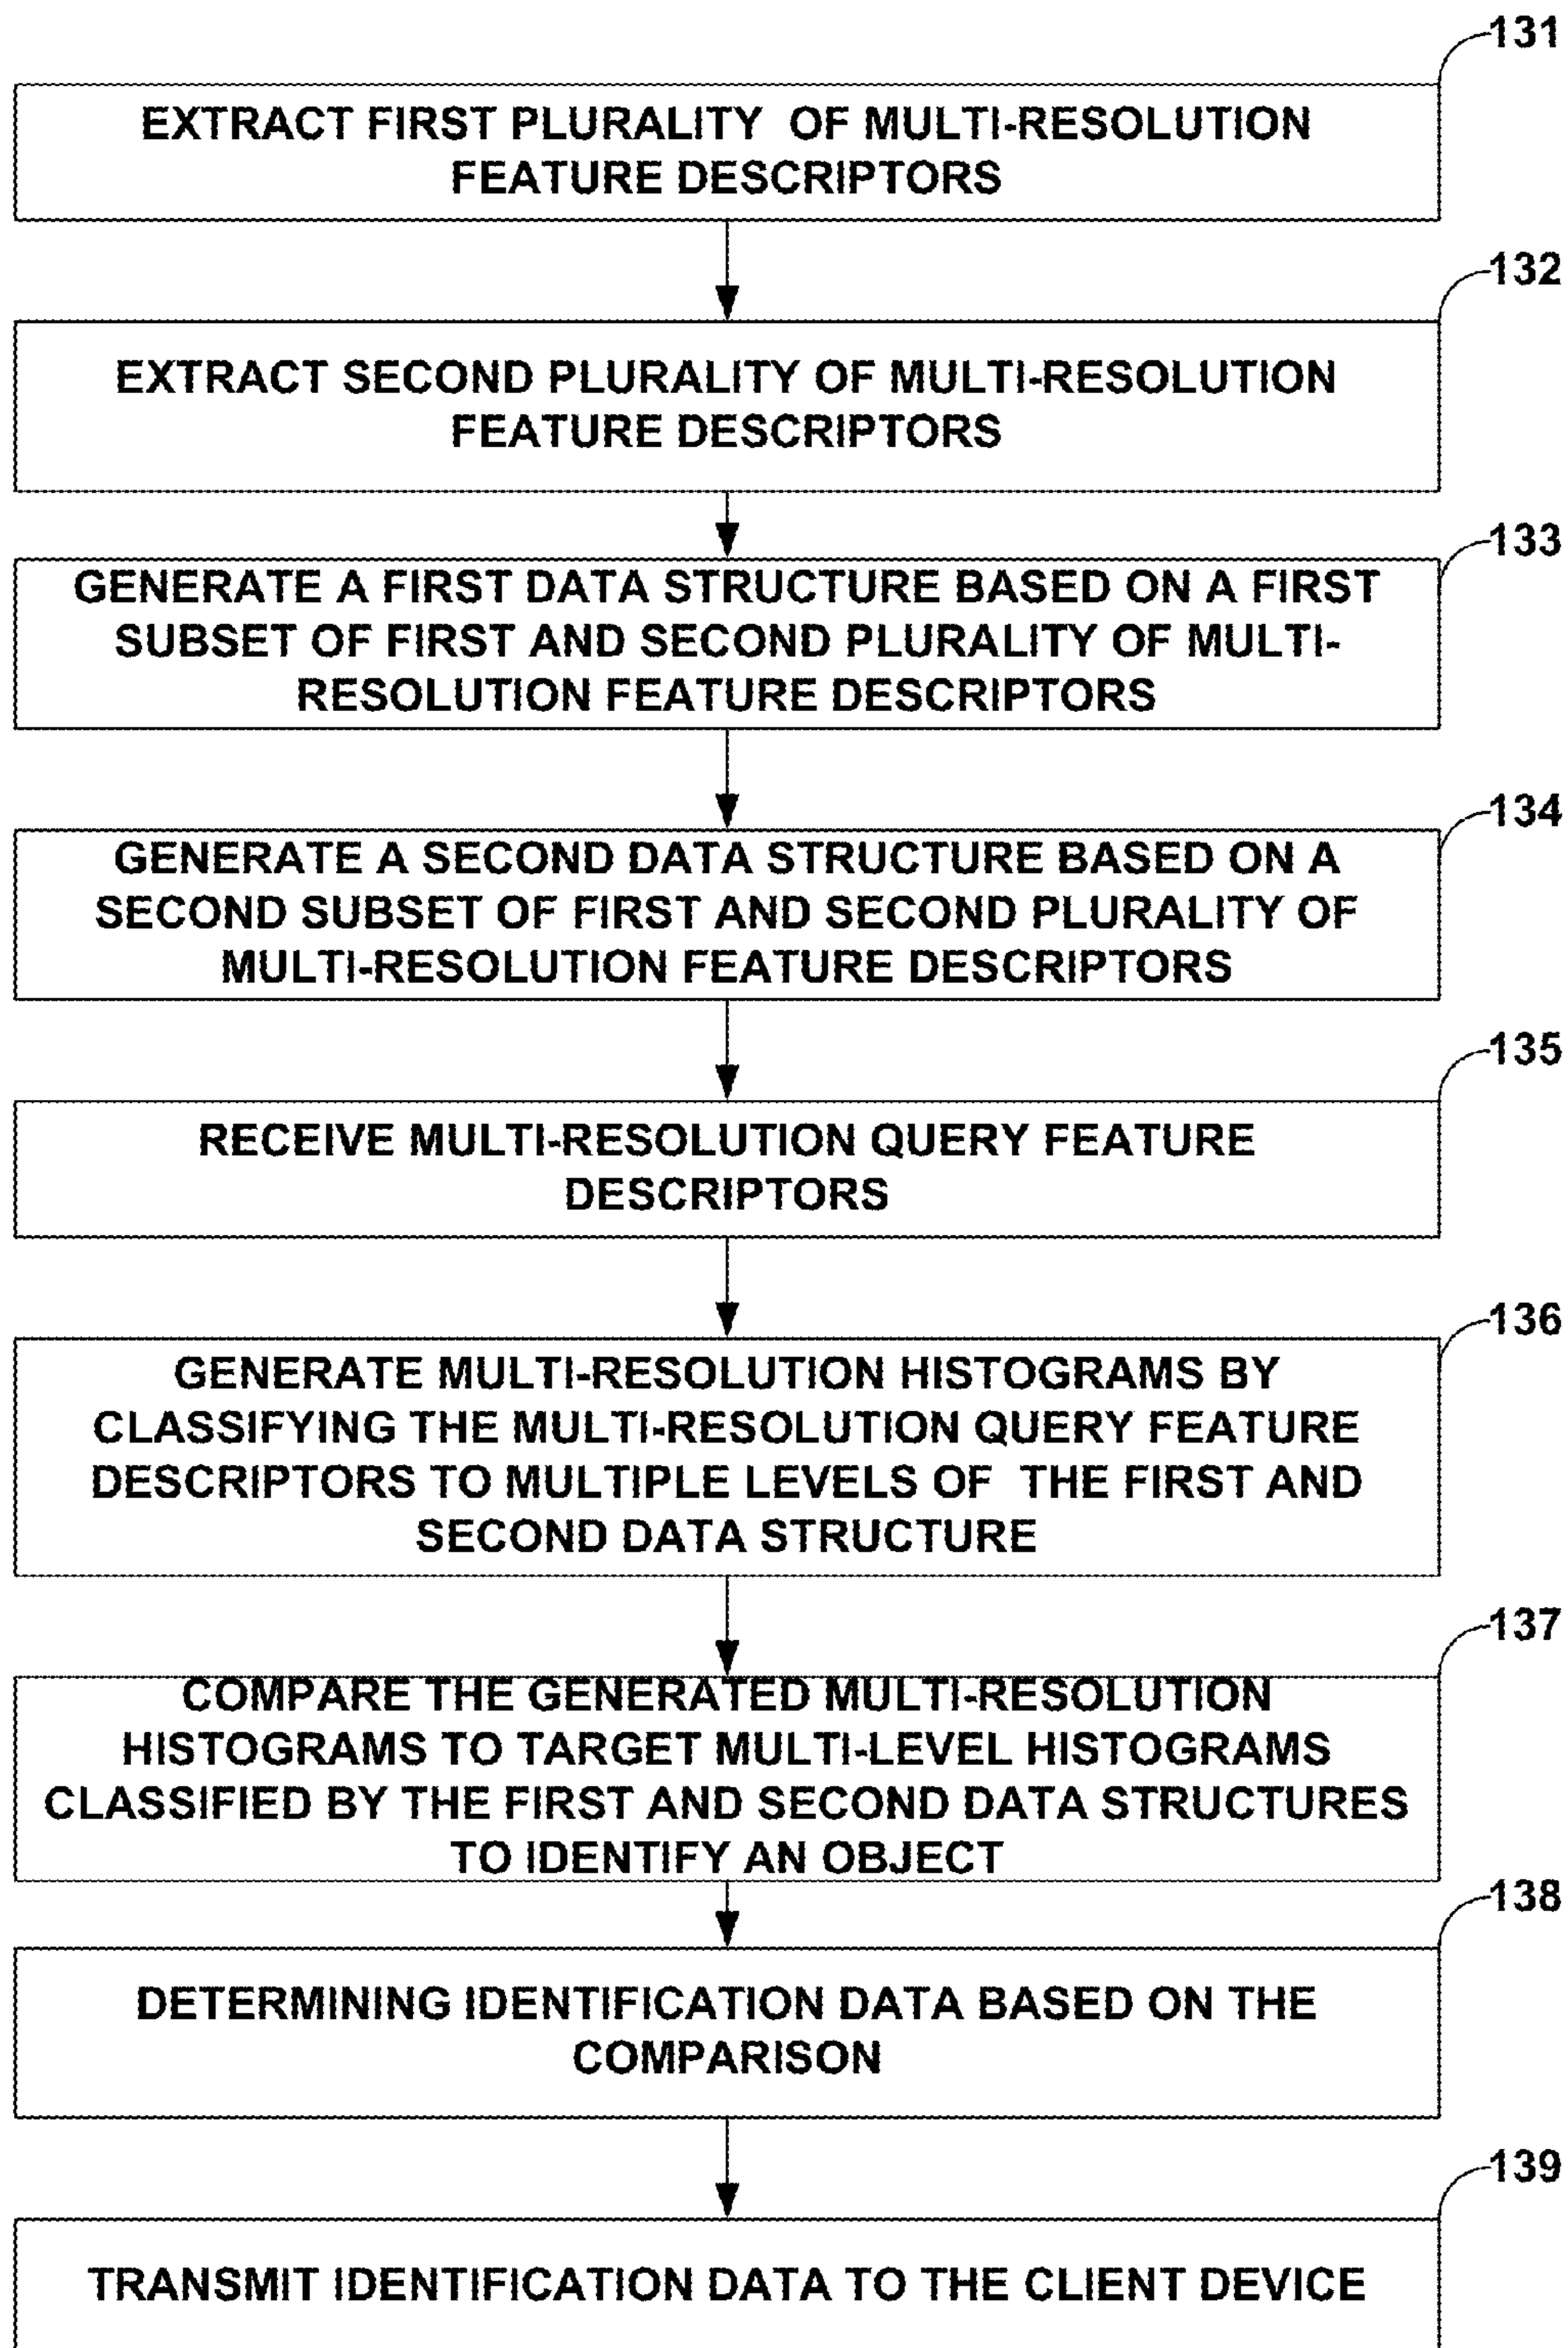 131
EXTRACT FIRST PLURALITY OF MULTI-RESOLUTION
FEATURE DESCRIPTORS
132
EXTRACT SECOND PLURALITY OF MULTI-RESOLUTION
FEATURE DESCRIPTORS
133
GENERATE A FIRST DATA STRUCTURE BASED ON A FIRST
SUBSET OF FIRST AND SECOND PLURALITY OF MULTI-
RESOLUTION FEATURE DESCRIPTORS
134
GENERATE A SECOND DATA STRUCTURE BASED ON A
SECOND SUBSET OF FIRST AND SECOND PLURALITY OF
MULTI-RESOLUTION FEATURE DESCRIPTORS
135
RECEIVE MULTI-RESOLUTION QUERY FEATURE
DESCRIPTORS
136
GENERATE MULTI-RESOLUTION HISTOGRAMS BY
CLASSIFYING THE MULTI-RESOLUTION QUERY FEATURE
DESCRIPTORS TO MULTIPLE LEVELS OF THE FIRST AND
SECOND DATA STRUCTURE
137
COMPARE THE GENERATED MULTI-RESOLUTION
HISTOGRAMS TO TARGET MULTI-LEVEL HISTOGRAMS
CLASSIFIED BY THE FIRST AND SECOND DATA STRUCTURES
TO IDENTIFY AN OBJECT
138
DETERMINING IDENTIFICATION DATA BASED ON THE
COMPARISON
139
TRANSMIT IDENTIFICATION DATA TO THE CLIENT DEVICE